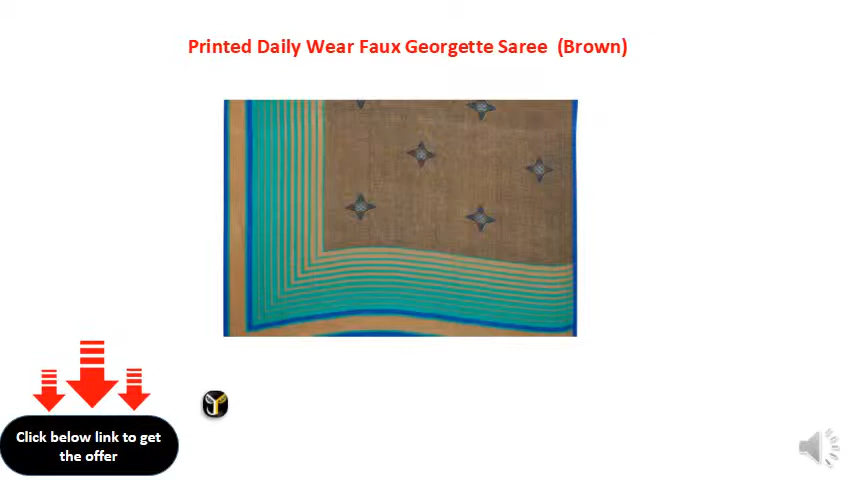 Printed Daily Wear Faux Georgette Saree  (Brown)
Click below link to get
the offer